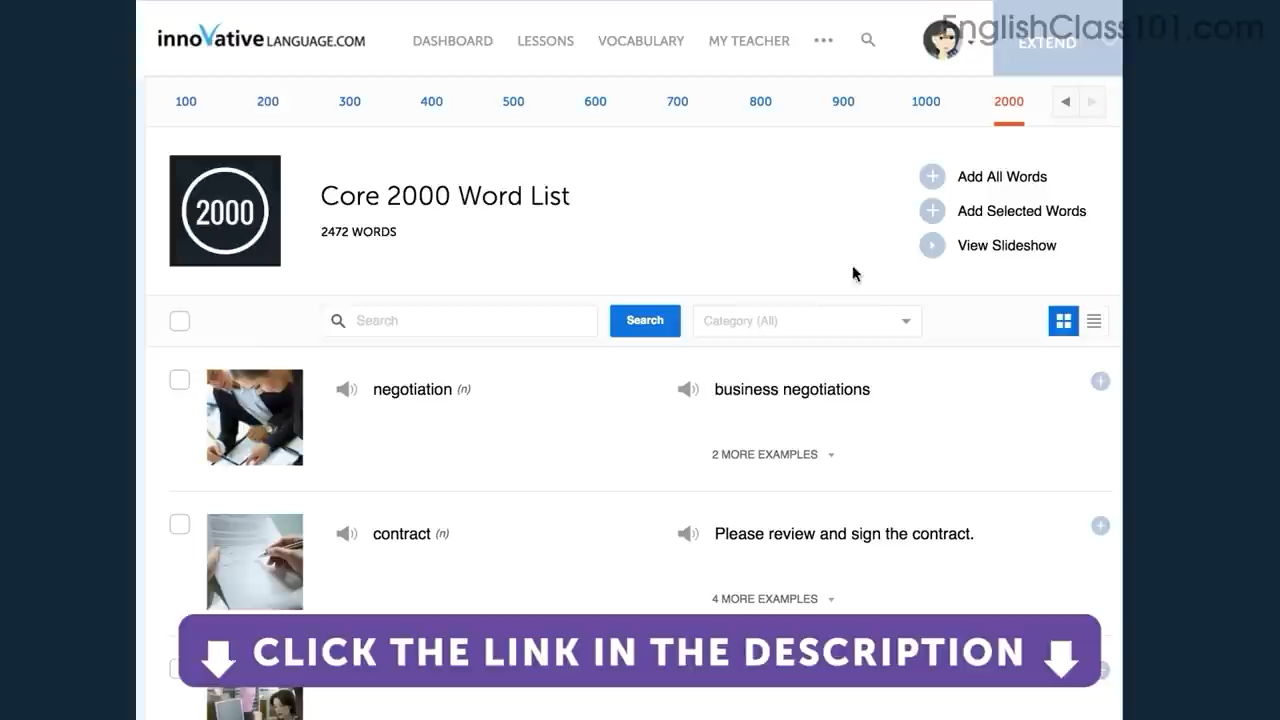 innoVative LANGUAGE.COM
DASHBOARD LESSONS VOCABULARY MY TEACHER ••• EXTEND
EnglishClass101.com
100 200 300 400 500 600 700 800 900 1000 2000
2000
Core 2000 Word List
2472 WORDS
Add All Words
Add Selected Words
View Slideshow
Search Search Category (All)
negotiation (n) business negotiations
2 MORE EXAMPLES
contract (n) Please review and sign the contract.
4 MORE EXAMPLES
CLICK THE LINK IN THE DESCRIPTION